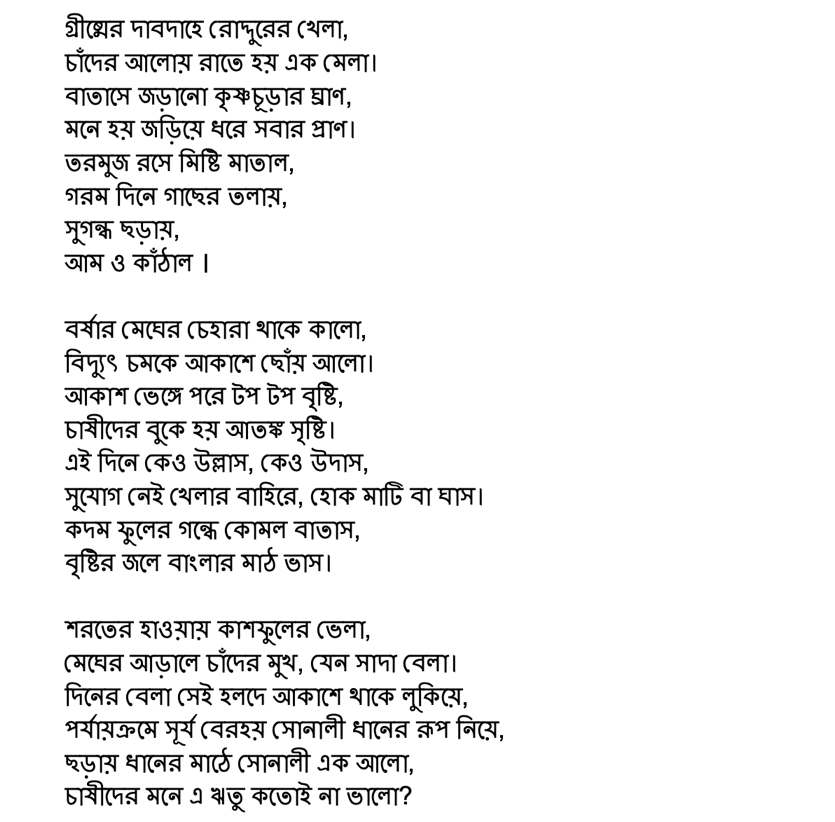 গ্রীষ্মের দাবদাহে রোদ্দুরের খেলা,
চাঁদের আলোয় রাতে হয় এক মেলা।
বাতাসে জড়ানো কৃষ্ণচূড়ার ঘ্রাণ,
মনে হয় জড়িয়ে ধরে সবার প্রাণ।
তরমুজ রসে মিষ্টি মাতাল,
গরম দিনে গাছের তলায়,
সুগন্ধ ছড়ায়,
আম ও কাঁঠাল ।

বর্ষার মেঘের চেহারা থাকে কালো,
বিদ্যুৎ চমকে আকাশে ছোঁয় আলো।
আকাশ ভেঙ্গে পরে টপ টপ বৃষ্টি,
চাষীদের বুকে হয় আতঙ্ক সৃষ্টি।
এই দিনে কেও উল্লাস, কেও উদাস,
সুযোগ নেই খেলার বাহিরে, হোক মাটি বা ঘাস।
কদম ফুলের গন্ধে কোমল বাতাস,
বৃষ্টির জলে বাংলার মাঠ ভাস।

শরতের হাওয়ায় কাশফুলের ভেলা,
মেঘের আড়ালে চাঁদের মুখ, যেন সাদা বেলা।
দিনের বেলা সেই হলদে আকাশে থাকে লুকিয়ে,
পর্যায়ক্রমে সূর্য বেরহয় সোনালী ধানের রূপ নিয়ে,
ছড়ায় ধানের মাঠে সোনালী এক আলো,
চাষীদের মনে এ ঋতু কতোই না ভালো?